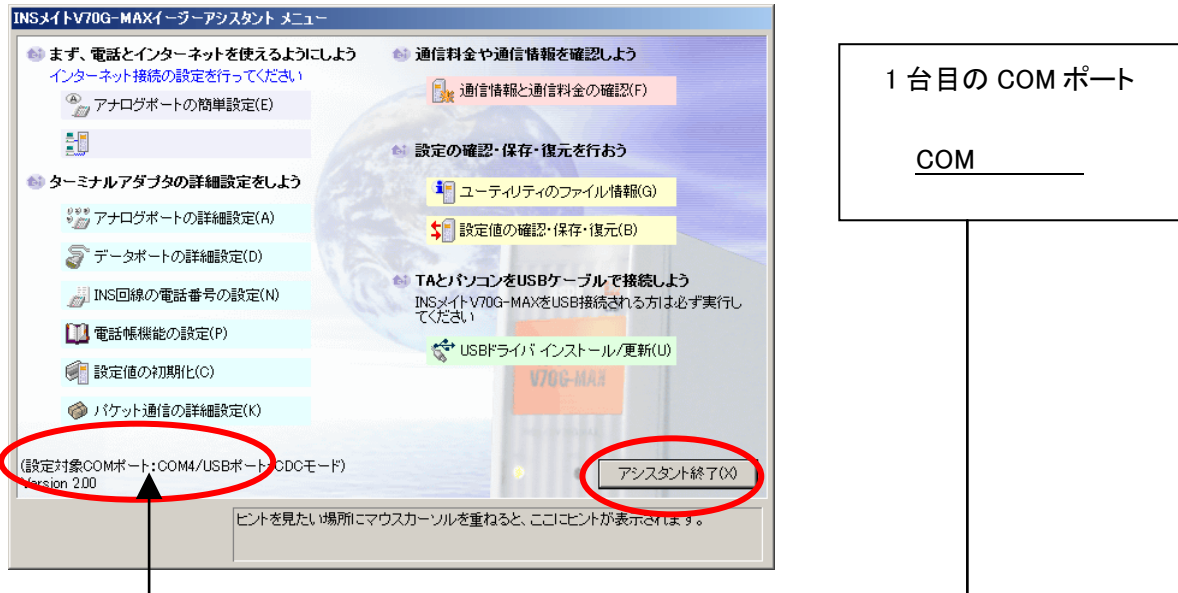 INSメイトV70G-MAXイージーアシスタント メニュー
まず、電話とインターネットを使えるようにしよう
インターネット接続の設定を行ってください
アナログポートの簡単設定(E)
ターミナルアダプタの詳細設定をしよう
アナログポートの詳細設定(A)
データポートの詳細設定(D)
INS回線の電話番号の設定(N)
電話帳機能の設定(P)
設定値の初期化(C)
パケット通信の詳細設定(K)
(設定対象COMポート:COM4/USBポート・CDCモード)
Version 2.00
通信料金や通信情報を確認しよう
通信情報と通信料金の確認(F)
設定の確認・保存・復元を行おう
ユーティリティのファイル情報(G)
設定値の確認・保存・復元(B)
TAとパソコンをUSBケーブルで接続しよう
INSメイトV70G-MAXをUSB接続される方は必ず実行し
てください
USBドライバ インストール/更新(U)
V70G-MAX
アシスタント終了(X)
ヒントを見たい場所にマウスカーソルを重ねると、ここにヒントが表示されます。
1 台目の COM ポート
COM